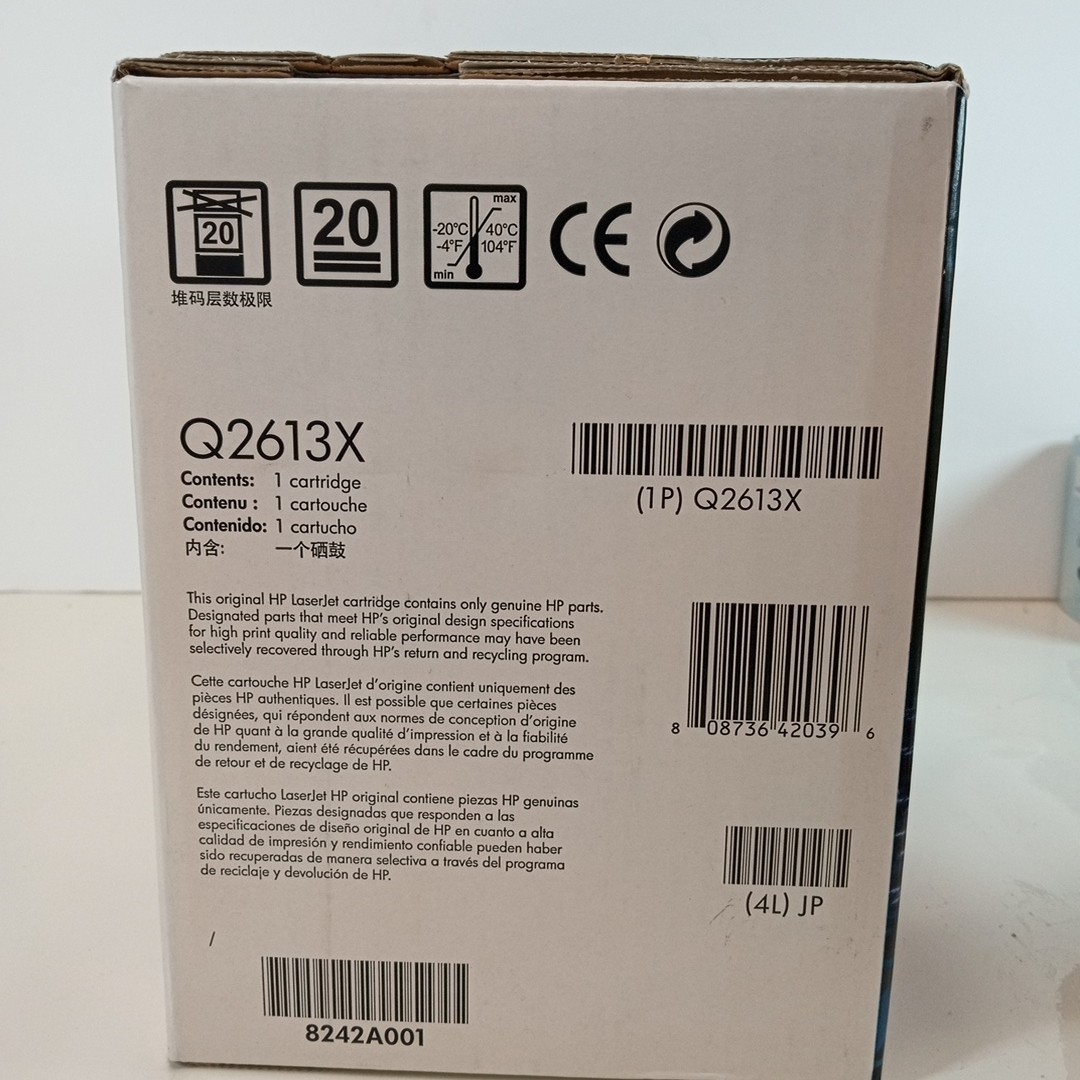 20
20
max
-20°C 40°C
-4°F 104°F
min
CE
堆码层数极限
Q2613X
Contents: 1 cartridge
Contenu : 1 cartouche
Contenido: 1 cartucho
内含: 一个硒鼓
(1P) Q2613X
This original HP LaserJet cartridge contains only genuine HP parts.
Designated parts that meet HP's original design specifications
for high print quality and reliable performance may have been
selectively recovered through HP's return and recycling program.
Cette cartouche HP LaserJet d'origine contient uniquement des
pièces HP authentiques. Il est possible que certaines pièces
désignées, qui répondent aux normes de conception d'origine
de HP quant à la grande qualité d'impression et à la fiabilité
du rendement, aient été récupérées dans le cadre du programme
de retour et de recyclage de HP.
Este cartucho LaserJet HP original contiene piezas HP genuinas
únicamente. Piezas designadas que responden a las
especificaciones de diseño original de HP en cuanto a alta
calidad de impresión y rendimiento confiable pueden haber
sido recuperadas de manera selectiva a través del programa
de reciclaje y devolución de HP.
8 08736 42039 6
(4L) JP
/
8242A001